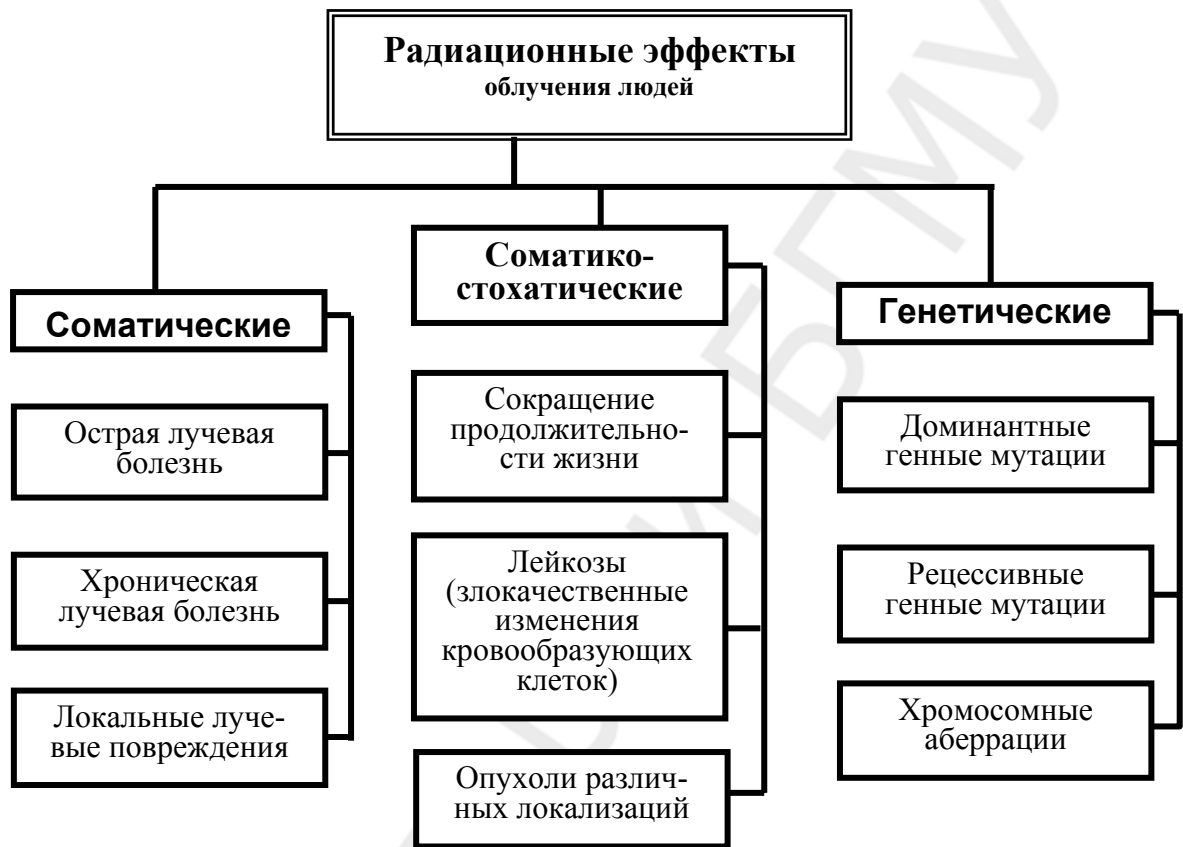 Радиационные эффекты
облучения людей
Соматические
Острая лучевая
болезнь
Хроническая
лучевая болезнь
Локальные луче-
вые повреждения
Соматико-
стохатические
Сокращение
продолжительно-
сти жизни
Лейкозы
(злокачественные
изменения
кровообразующих
клеток)
Опухоли различ-
ных локализаций
Генетические
Доминантные
генные мутации
Рецессивные
генные мутации
Хромосомные
аберрации
БГМУ